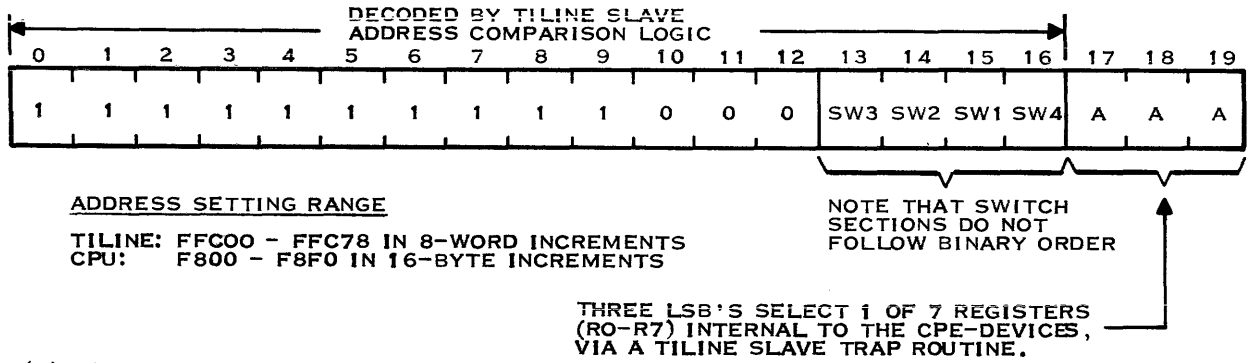 DECODED BY TILINE SLAVE
ADDRESS COMPARISON LOGIC
0 1 2 3 4 5 6 7 8 9 10 11 12 13 14 15 16 17 18 19
1 1 1 1 1 1 1 1 1 1 0 0 0 SW3 SW2 SW1 SW4 A A A
ADDRESS SETTING RANGE
TILINE: FFC00 - FFC78 IN 8-WORD INCREMENTS
CPU: F800 - F8F0 IN 16-BYTE INCREMENTS
NOTE THAT SWITCH
SECTIONS DO NOT
FOLLOW BINARY ORDER
THREE LSB'S SELECT 1 OF 7 REGISTERS
(R0-R7) INTERNAL TO THE CPE-DEVICES,
VIA A TILINE SLAVE TRAP ROUTINE.